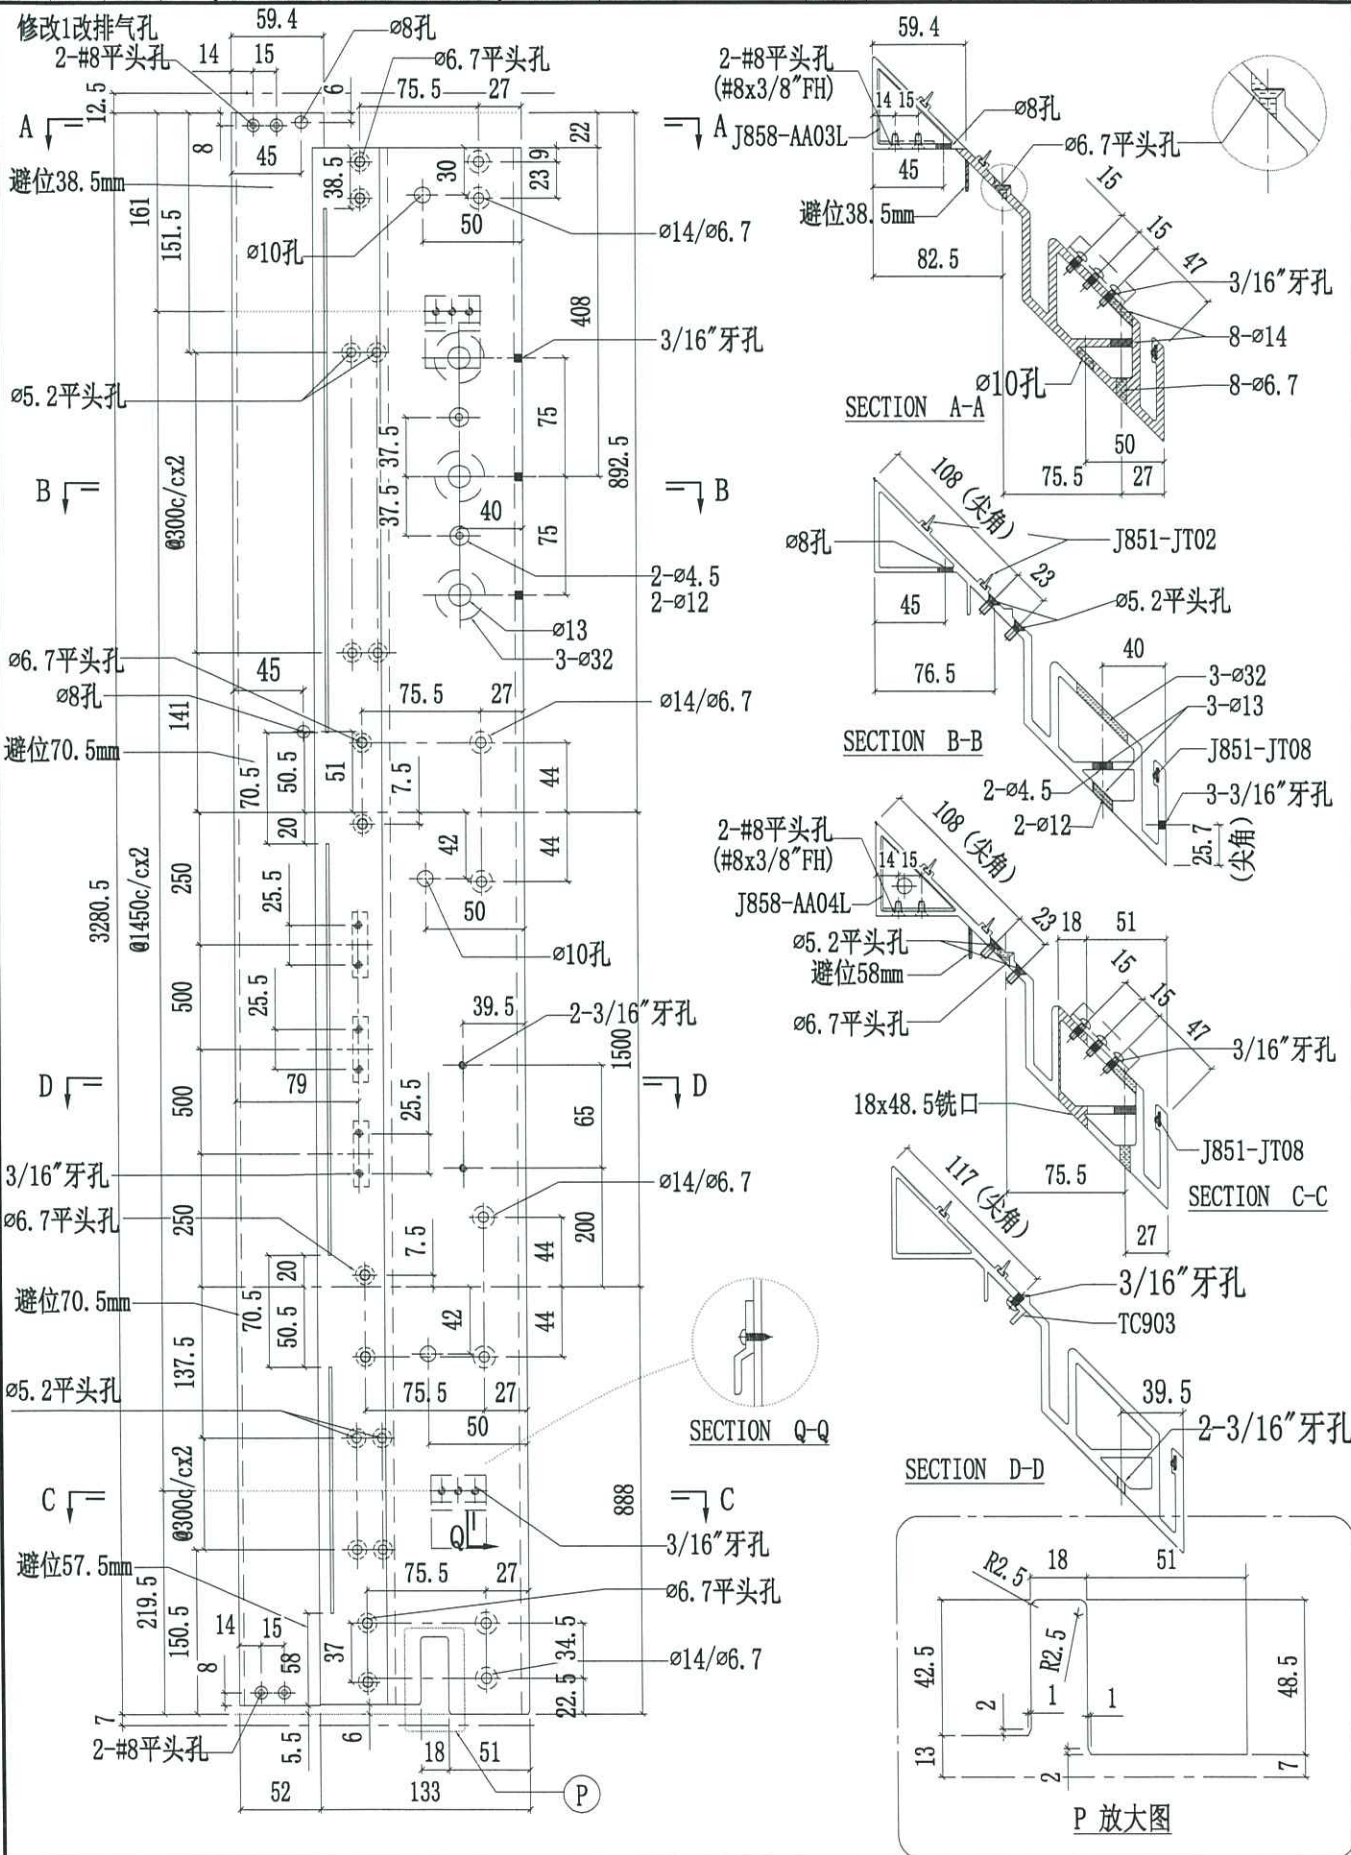 修改1改排气孔
2-#8平头孔
59.4
14
15
ø8孔
ø6.7平头孔
6
75.5
27
12.5
A
A
8
45
22
9
23
30
38.5
避位38.5mm
161
151.5
50
ø10孔
ø14/ø6.7
408
3/16"牙孔
ø5.2平头孔
75
37.5
892.5
B
B
@300c/cx2
37.5
40
75
2-ø4.5
2-ø12
ø13
3-ø32
ø6.7平头孔
45
ø8孔
141
75.5
27
ø14/ø6.7
避位70.5mm
70.5
50.5
51
7.5
44
20
42
44
250
25.5
3280.5
@1450c/cx2
50
ø10孔
500
25.5
39.5
2-3/16"牙孔
1500
D
D
79
500
25.5
65
3/16"牙孔
ø14/ø6.7
ø6.7平头孔
250
7.5
44
200
20
避位70.5mm
70.5
50.5
42
44
137.5
ø5.2平头孔
75.5
27
50
SECTION Q-Q
C
C
@300c/cx2
888
Q
3/16"牙孔
避位57.5mm
75.5
27
ø6.7平头孔
219.5
150.5
14
15
58
37
34.5
ø14/ø6.7
8
22.5
7
2-#8平头孔
5.5
6
18
51
52
133
P
59.4
2-#8平头孔
(#8x3/8"FH)
14
15
ø8孔
J858-AA03L
ø6.7平头孔
45
15
避位38.5mm
15
82.5
47
3/16"牙孔
8-ø14
ø10孔
8-ø6.7
SECTION A-A
50
75.5
27
108(尖角)
J851-JT02
ø8孔
23
45
ø5.2平头孔
76.5
40
3-ø32
3-ø13
SECTION B-B
J851-JT08
2-ø4.5
3-3/16"牙孔
2-ø12
25.7
(尖角)
2-#8平头孔
(#8x3/8"FH)
108(尖角)
14
15
J858-AA04L
23
18
51
ø5.2平头孔
避位58mm
15
15
ø6.7平头孔
47
3/16"牙孔
18x48.5铣口
J851-JT08
75.5
SECTION C-C
27
117(尖角)
3/16"牙孔
TC903
39.5
2-3/16"牙孔
SECTION D-D
18
51
R2.5
R2.5
42.5
48.5
2
1
1
13
2
7
P 放大图